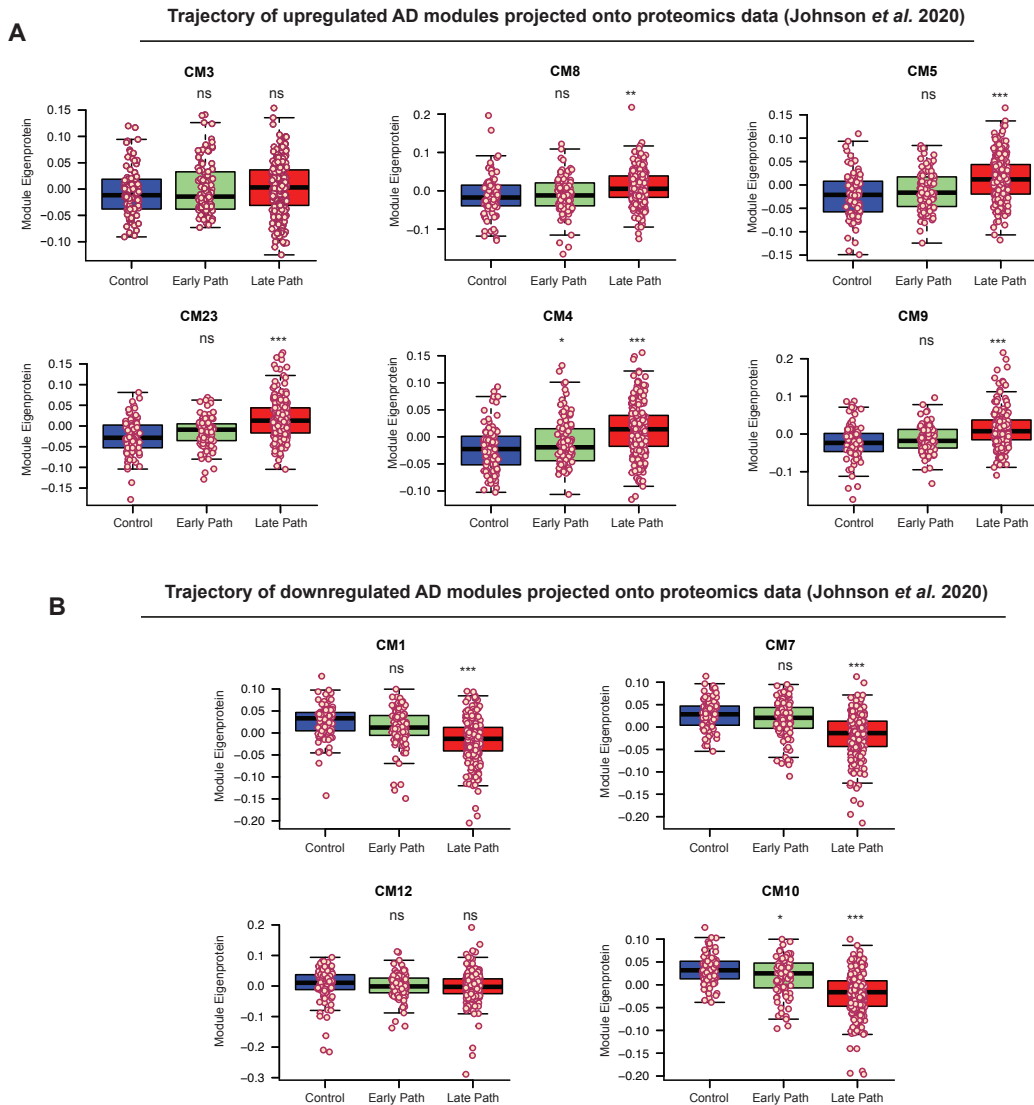 A
Trajectory of upregulated AD modules projected onto proteomics data (Johnson et al. 2020)
CM3
ns ns
Module Eigenprotein
0.15
0.10
0.05
0.00
−0.05
−0.10
Control Early Path Late Path
CM8
ns **
Module Eigenprotein
0.2
0.1
0.0
−0.1
Control Early Path Late Path
CM5
ns ***
Module Eigenprotein
0.15
0.10
0.05
0.00
−0.05
−0.10
−0.15
Control Early Path Late Path
CM23
ns ***
Module Eigenprotein
0.15
0.10
0.05
0.00
−0.05
−0.10
−0.15
Control Early Path Late Path
CM4
* ***
Module Eigenprotein
0.15
0.10
0.05
0.00
−0.05
−0.10
Control Early Path Late Path
CM9
ns ***
Module Eigenprotein
0.2
0.1
0.0
−0.1
Control Early Path Late Path
B
Trajectory of downregulated AD modules projected onto proteomics data (Johnson et al. 2020)
CM1
ns ***
Module Eigenprotein
0.10
0.05
0.00
−0.05
−0.10
−0.15
−0.20
Control Early Path Late Path
CM7
ns ***
Module Eigenprotein
0.10
0.05
0.00
−0.05
−0.10
−0.15
−0.20
Control Early Path Late Path
CM12
ns ns
Module Eigenprotein
0.2
0.1
0.0
−0.1
−0.2
−0.3
Control Early Path Late Path
CM10
* ***
Module Eigenprotein
0.10
0.05
0.00
−0.05
−0.10
−0.15
−0.20
Control Early Path Late Path